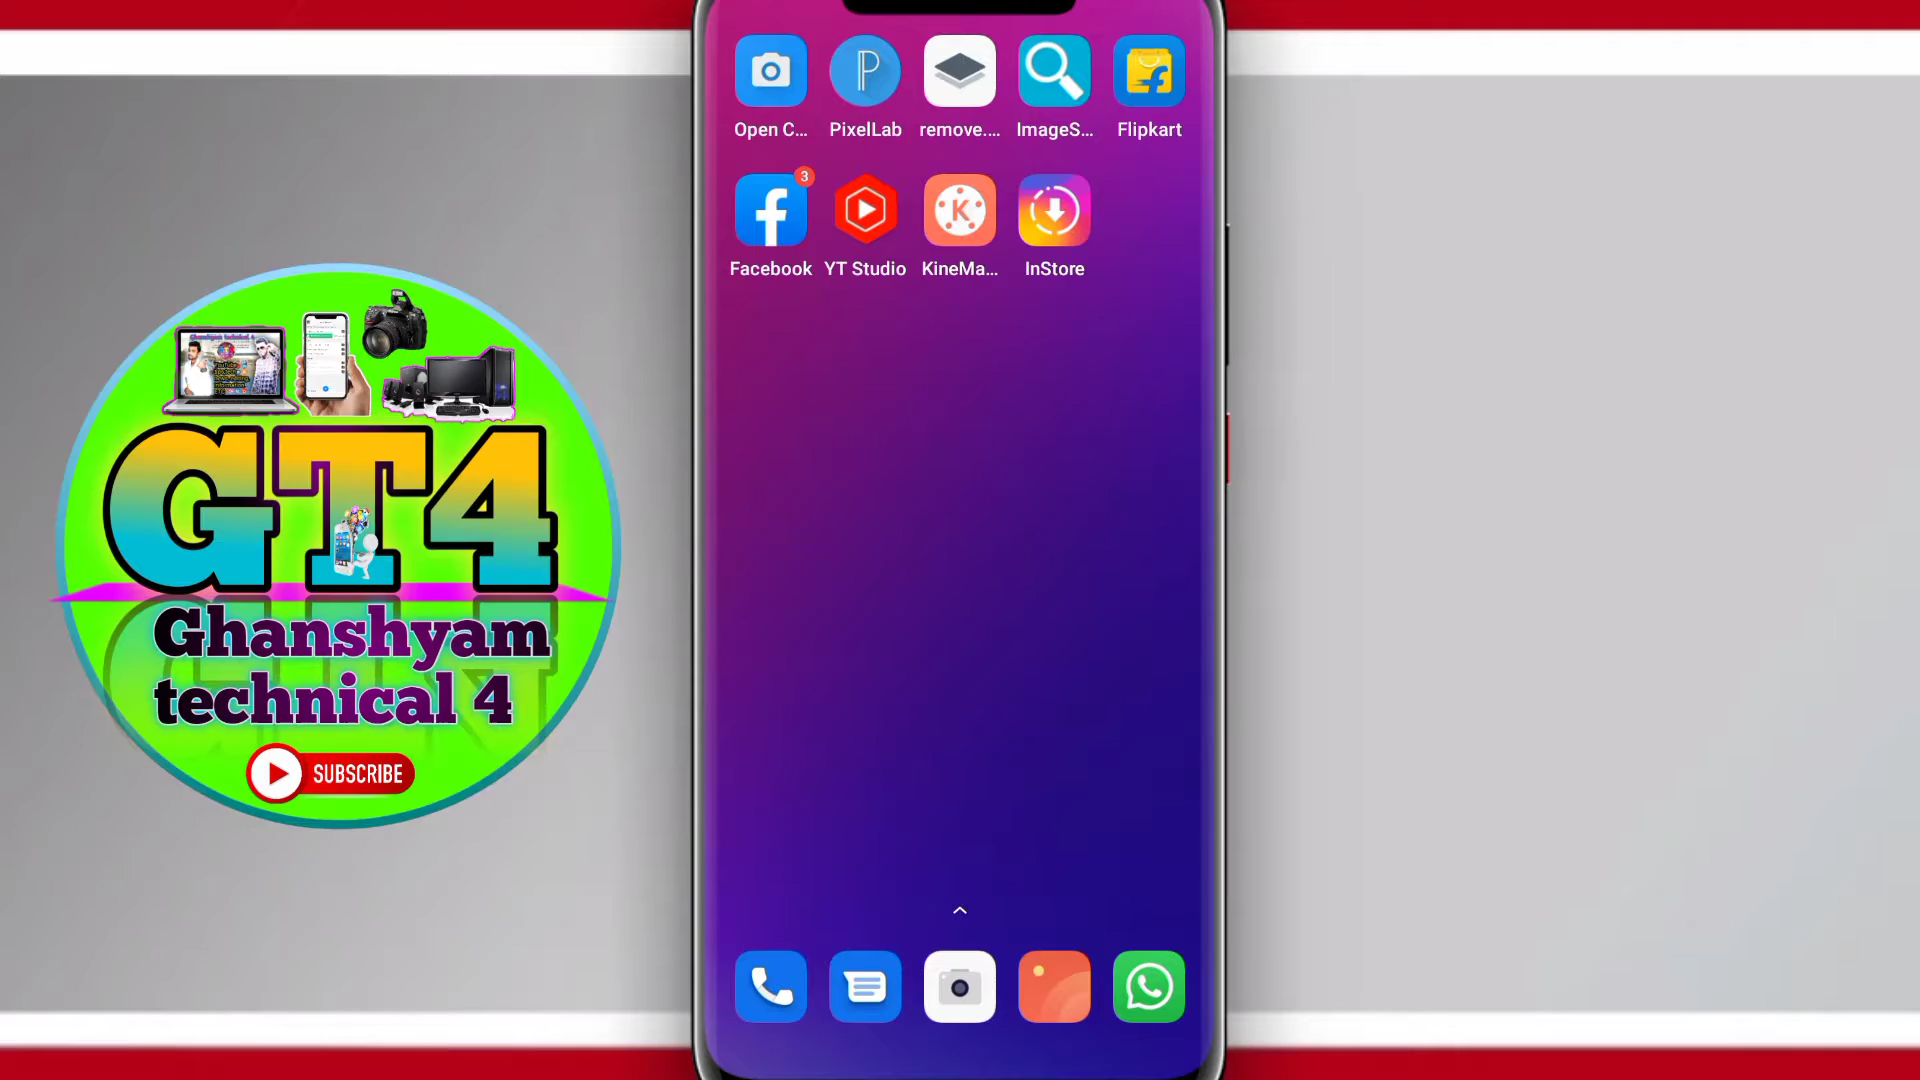 Open C...
PixelLab
remove....
ImageS...
Flipkart
3
Facebook
YT Studio
KineMa...
InStore
GT4
Ghanshyam
technical 4
SUBSCRIBE